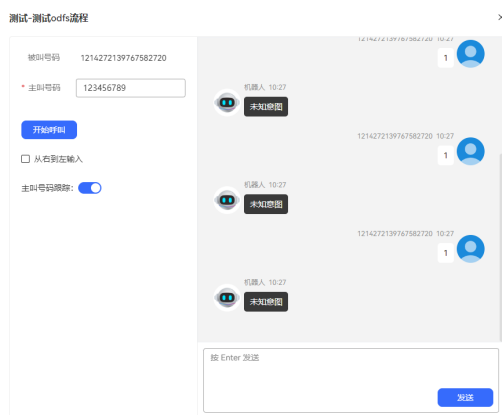 测试-测试odfs流程
被叫号码 1214272139767582720
* 主叫号码 123456789
开始呼叫
从右到左输入
主叫号码跟踪:
1214272139767582720 10:27
1
机器人 10:27
未知意图
1214272139767582720 10:27
1
机器人 10:27
未知意图
1214272139767582720 10:27
1
机器人 10:27
未知意图
按 Enter 发送
发送